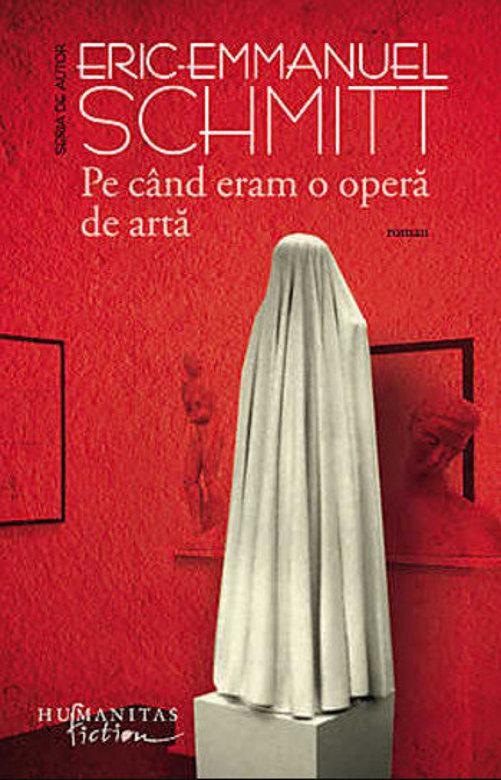 SERIA DE AUTOR
ERIC-EMMANUEL
SCHMITT
Pe când eram o operă
de artă
roman
HUMANITAS
fiction